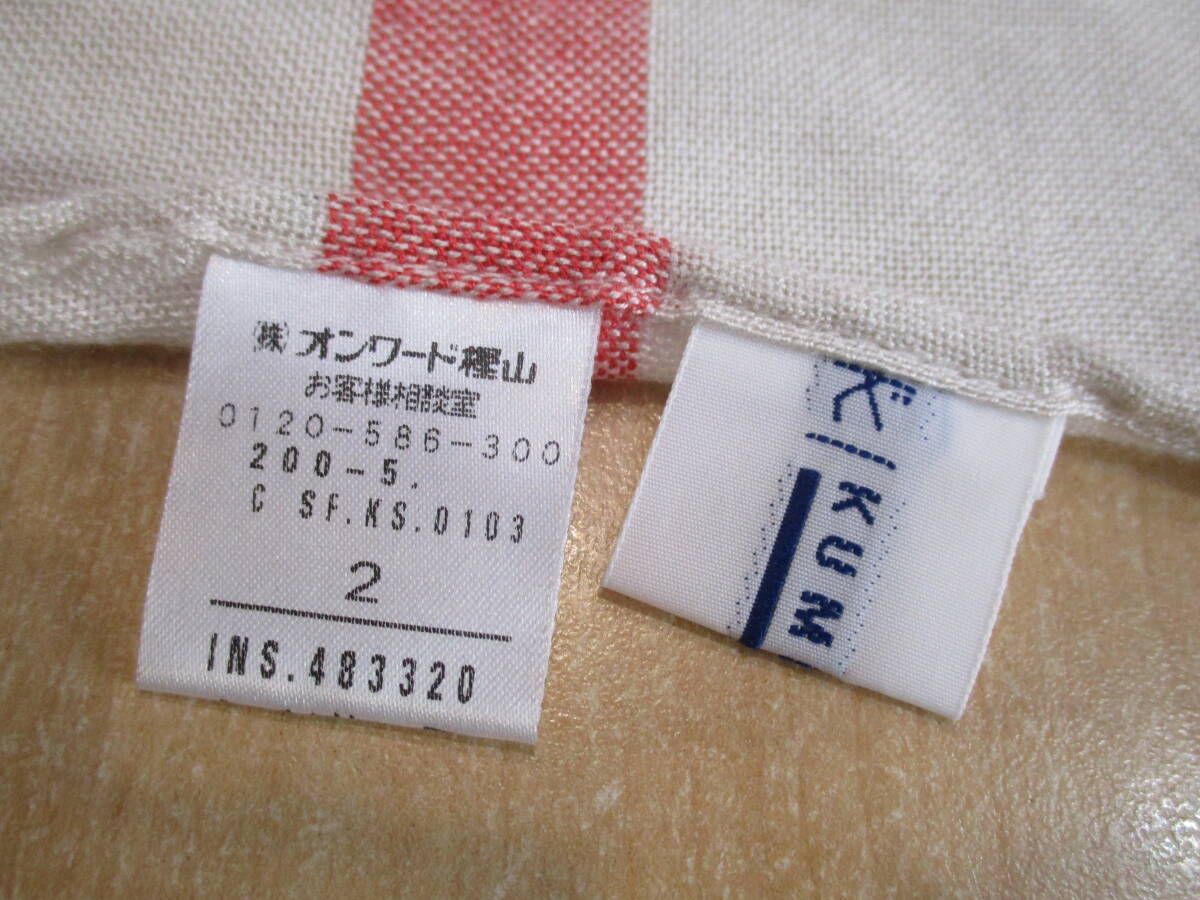 ㈱オンワード樫山
お客様相談室
0120-586-300
200-5.
C SF.KS.0103
2
INS.483320
KUM